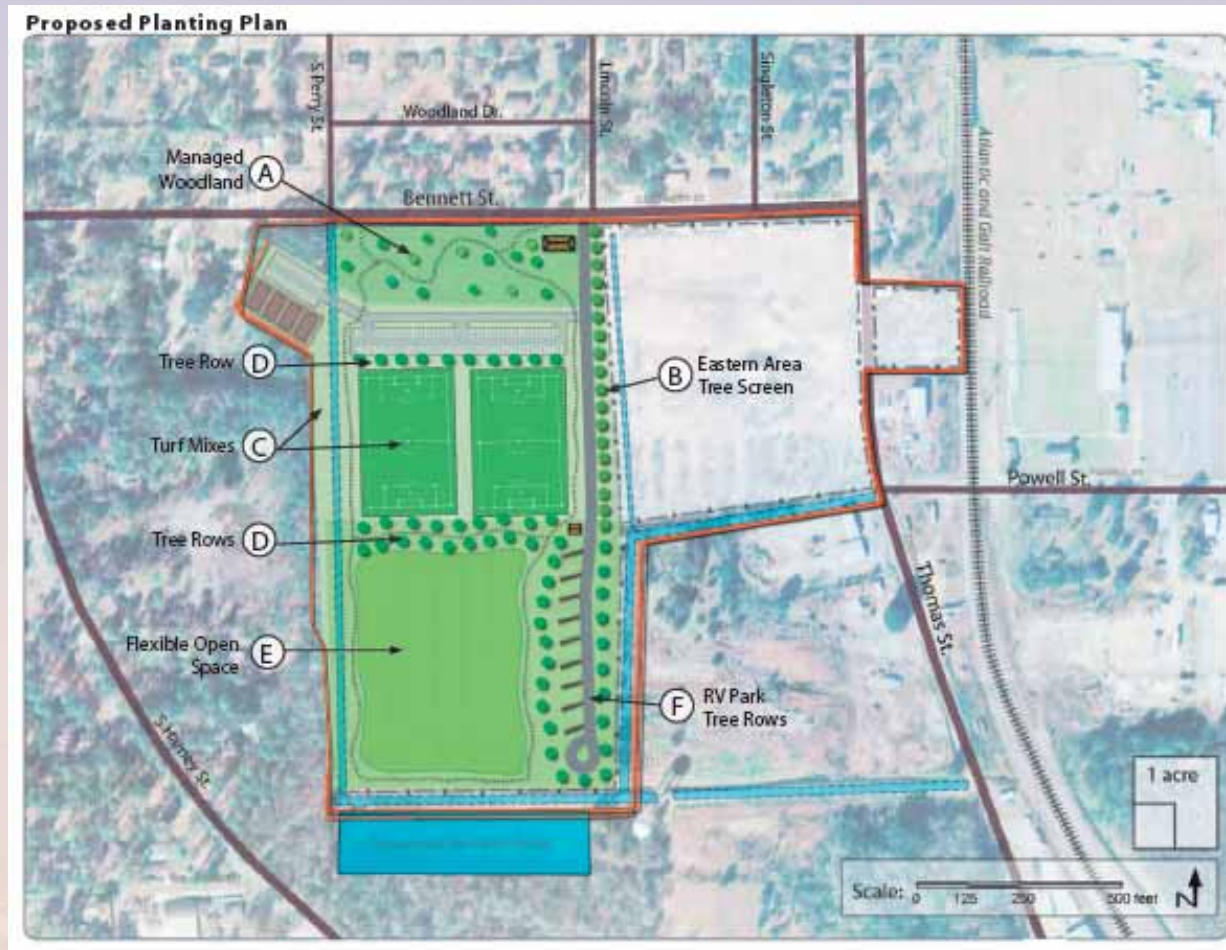 Proposed Planting Plan
S Perry St.
Lincoln St.
Singleton St.
Woodland Dr.
Atlantic and Gulf Railroad
Managed
Woodland
A
Bennett St.
Tree Row
D
B
Eastern Area
Tree Screen
Turf Mixes
C
Powell St.
Tree Rows
D
Thomas St.
Flexible Open
Space
E
F
RV Park
Tree Rows
S Harney St.
1 acre
Scale:
0
125
250
500 feet
N